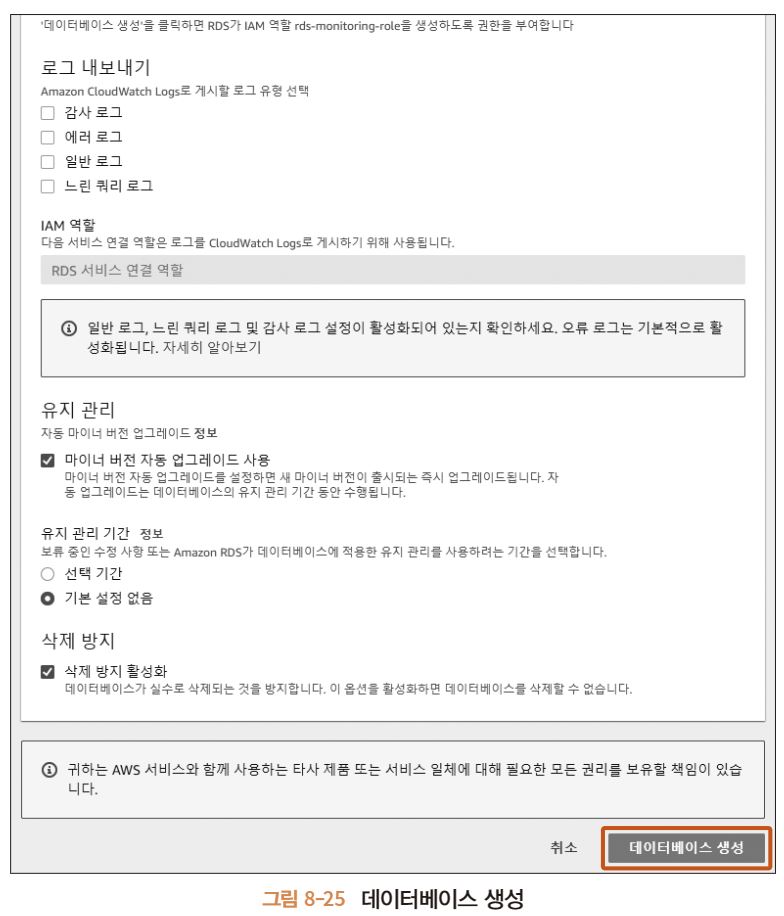 '데이터베이스 생성'을 클릭하면 RDS가 IAM 역할 rds-monitoring-role을 생성하도록 권한을 부여합니다
로그 내보내기
Amazon CloudWatch Logs로 게시할 로그 유형 선택
감사 로그
에러 로그
일반 로그
느린 쿼리 로그
IAM 역할
다음 서비스 연결 역할은 로그를 CloudWatch Logs로 게시하기 위해 사용됩니다.
RDS 서비스 연결 역할
일반 로그, 느린 쿼리 로그 및 감사 로그 설정이 활성화되어 있는지 확인하세요. 오류 로그는 기본적으로 활
성화됩니다. 자세히 알아보기
유지 관리
자동 마이너 버전 업그레이드 정보
마이너 버전 자동 업그레이드 사용
마이너 버전 자동 업그레이드를 설정하면 새 마이너 버전이 출시되는 즉시 업그레이드됩니다. 자
동 업그레이드는 데이터베이스의 유지 관리 기간 동안 수행됩니다.
유지 관리 기간 정보
보류 중인 수정 사항 또는 Amazon RDS가 데이터베이스에 적용한 유지 관리를 사용하려는 기간을 선택합니다.
선택 기간
기본 설정 없음
삭제 방지
삭제 방지 활성화
데이터베이스가 실수로 삭제되는 것을 방지합니다. 이 옵션을 활성화하면 데이터베이스를 삭제할 수 없습니다.
귀하는 AWS 서비스와 함께 사용하는 타사 제품 또는 서비스 일체에 대해 필요한 모든 권리를 보유할 책임이 있습
니다.
취소 데이터베이스 생성
그림 8-25 데이터베이스 생성